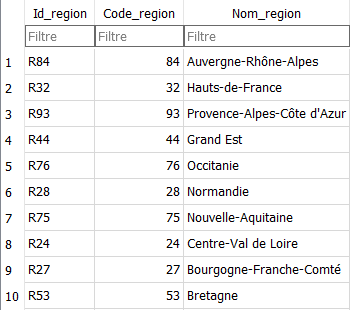 Id_region Code_region Nom_region
Filtre Filtre Filtre
1 R84 84 Auvergne-Rhône-Alpes
2 R32 32 Hauts-de-France
3 R93 93 Provence-Alpes-Côte d'Azur
4 R44 44 Grand Est
5 R76 76 Occitanie
6 R28 28 Normandie
7 R75 75 Nouvelle-Aquitaine
8 R24 24 Centre-Val de Loire
9 R27 27 Bourgogne-Franche-Comté
10 R53 53 Bretagne